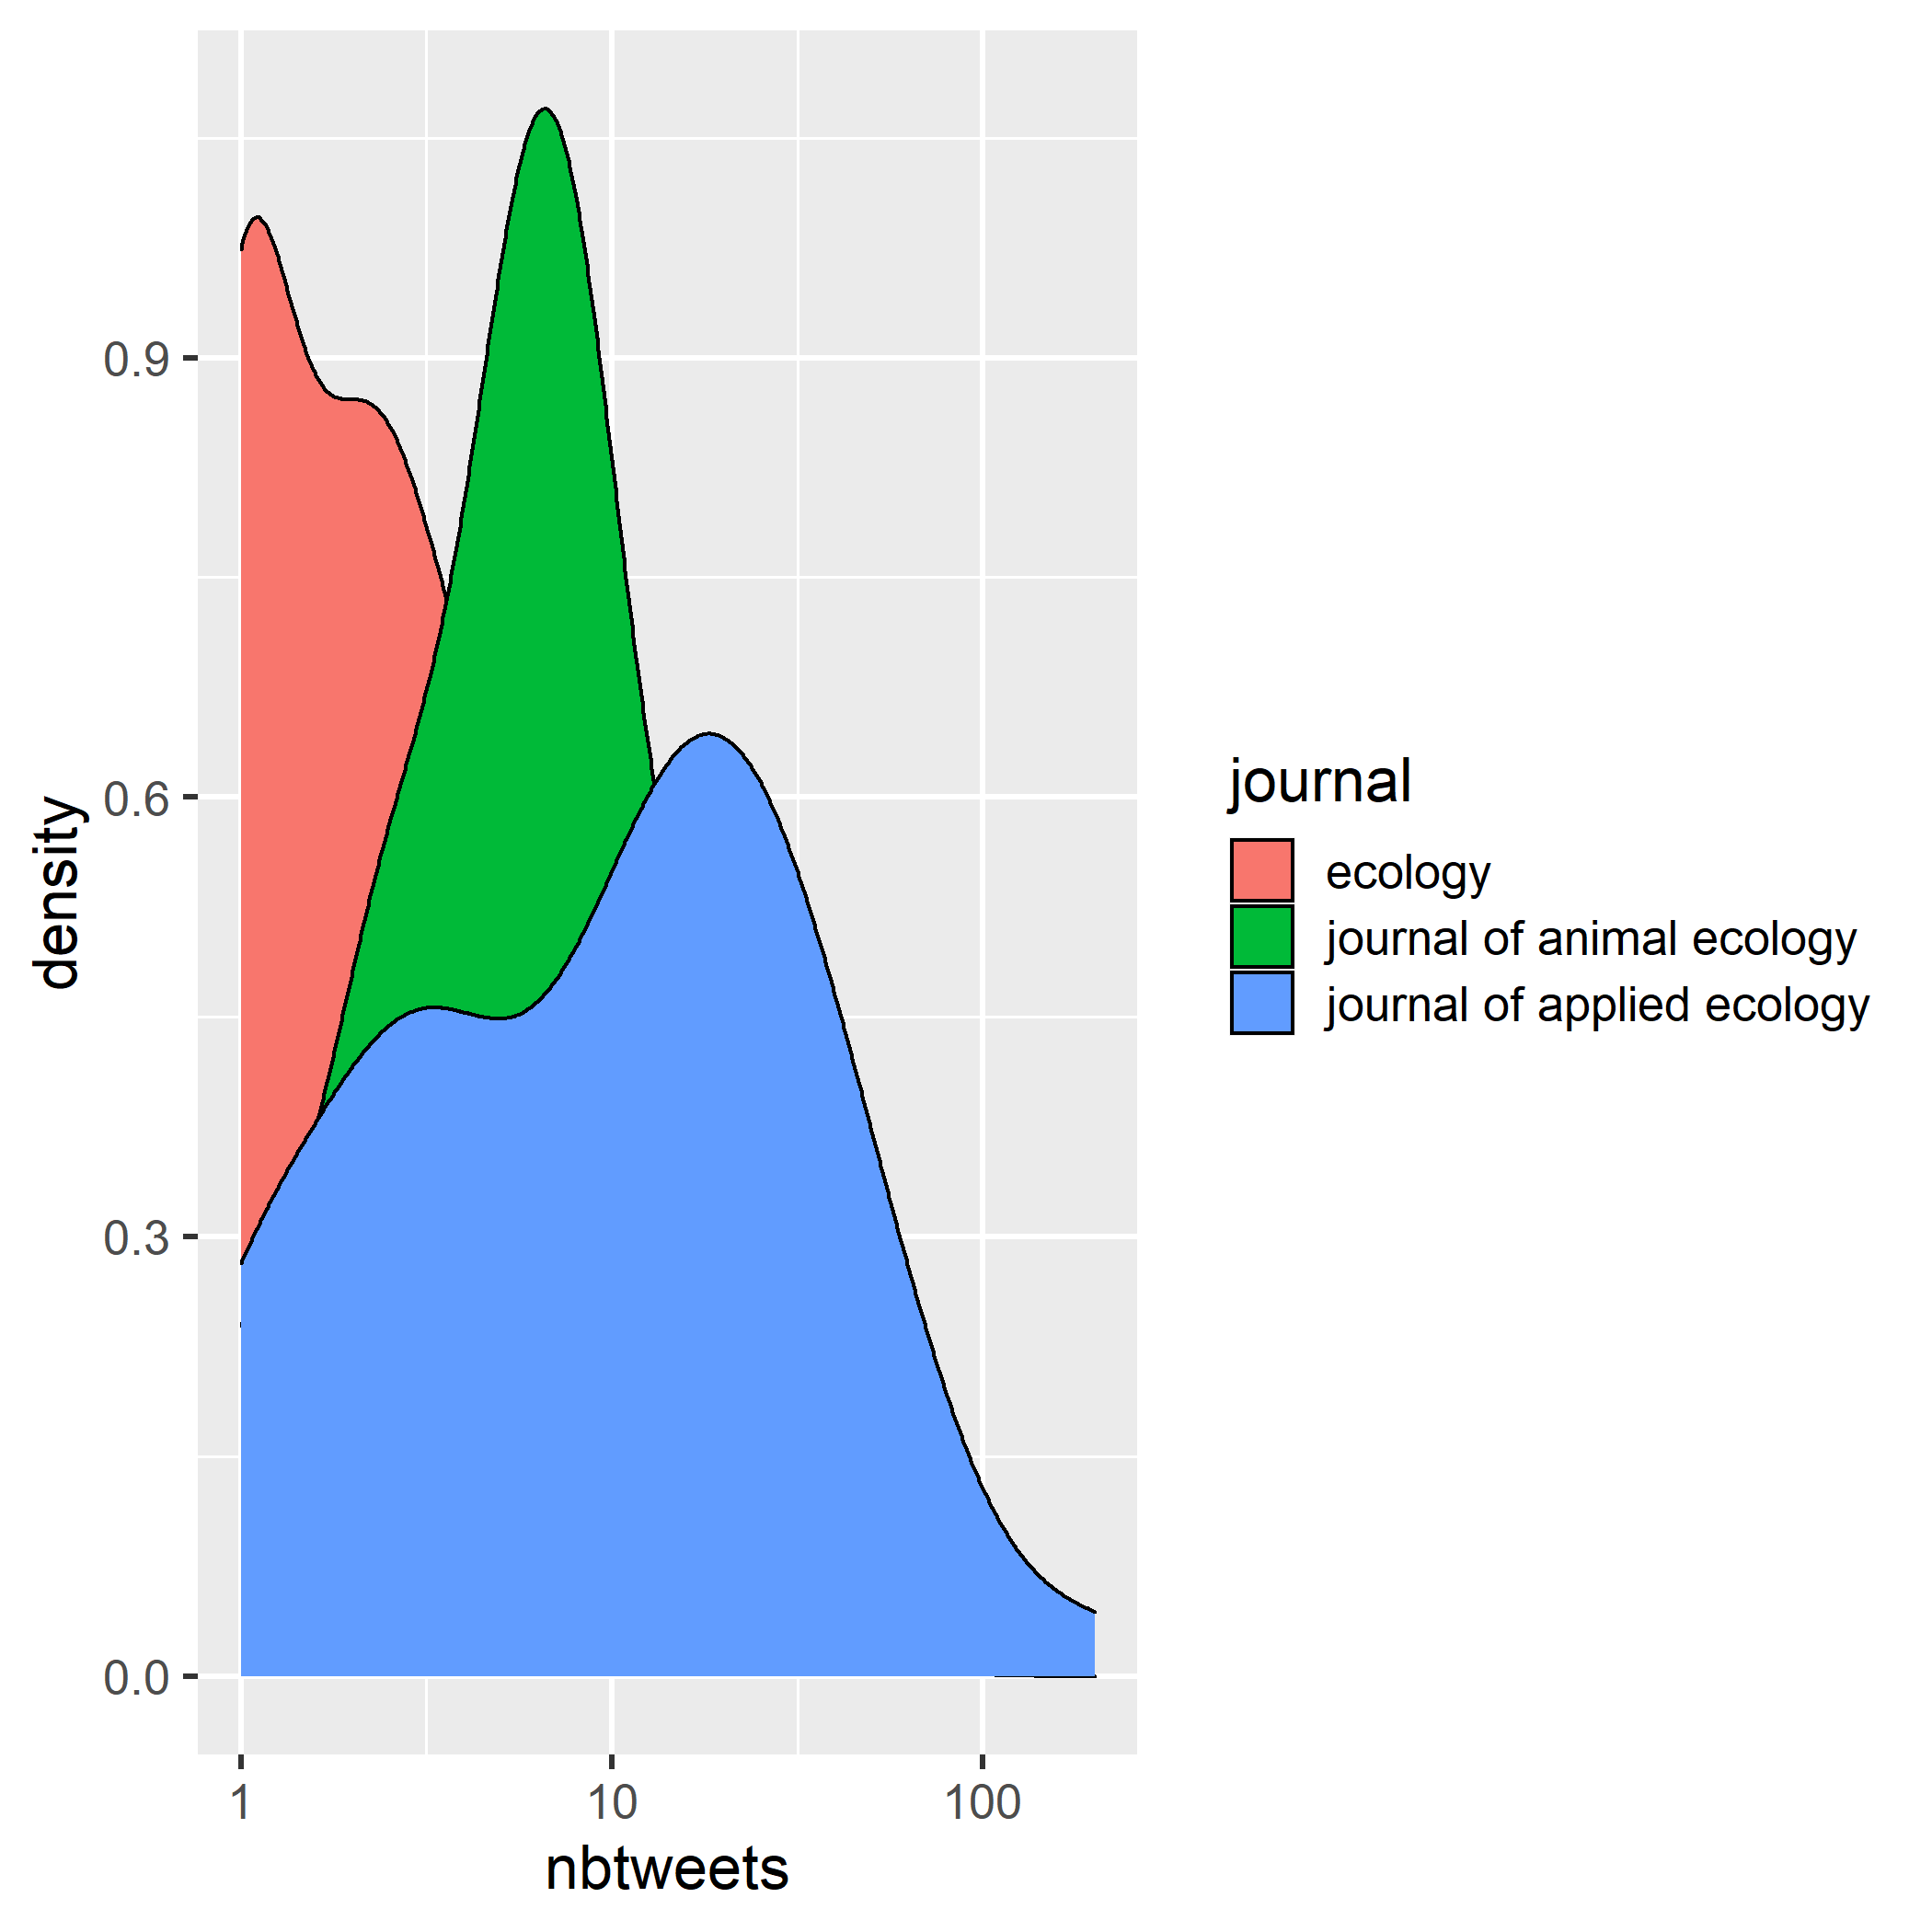 density
0.9
0.6
0.3
0.0
1 10 100
nbtweets
journal
ecology
journal of animal ecology
journal of applied ecology